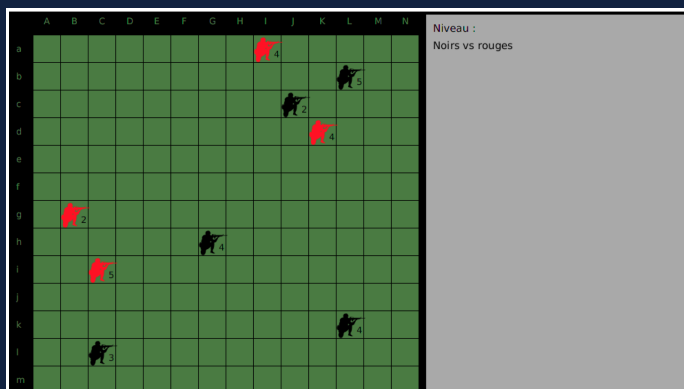 A B C D E F G H I J K L M N
Niveau :
Noirs vs rouges
a 4
b 5
c 2
d 4
e
f
g 2
h 4
i 5
j
k 4
l 3
m